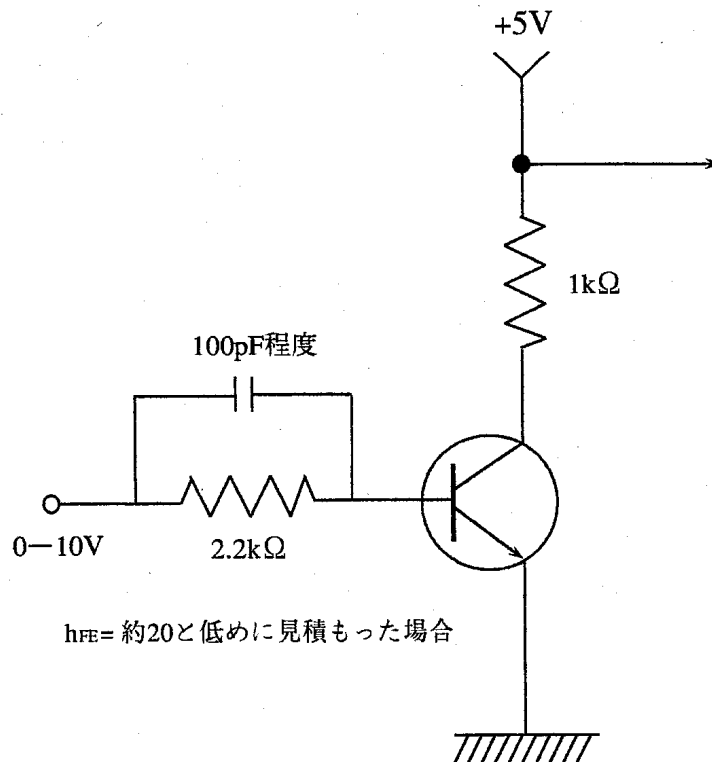 +5V
1kΩ
100pF程度
0－10V
2.2kΩ
hFE= 約20と低めに見積もった場合